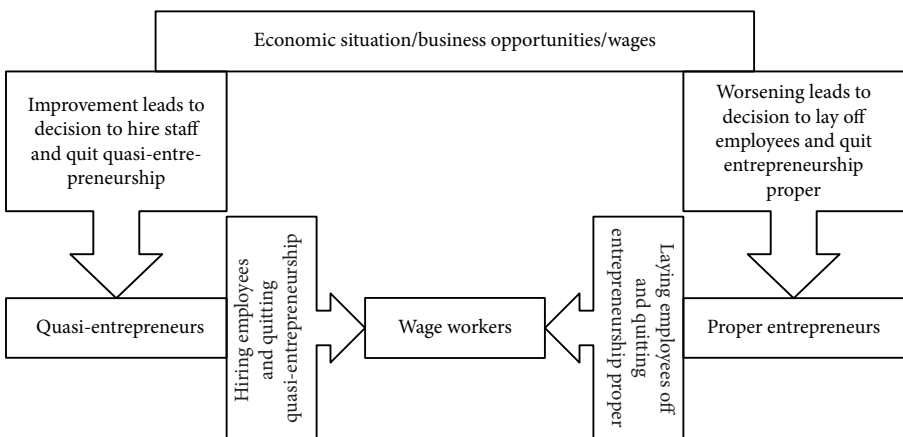 Economic situation/business opportunities/wages
Improvement leads to
decision to hire staff
and quit quasi-entre-
preneurship
Worsening leads to
decision to lay off
employees and quit
entrepreneurship
proper
Quasi-entrepreneurs
Hiring employees
and quitting
quasi-entrepreneurship
Wage workers
Laying employees off
and quitting
entrepreneurship proper
Proper entrepreneurs